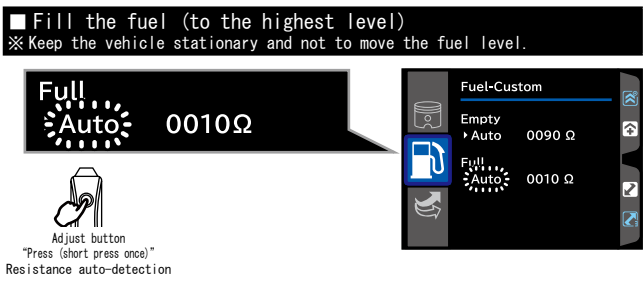 ■ Fill the fuel (to the highest level)
※ Keep the vehicle stationary and not to move the fuel level.
Full
Auto 0010Ω
Adjust button
“Press (short press once)”
Resistance auto-detection
Fuel-Custom
Empty
Auto 0090 Ω
Full
Auto 0010 Ω